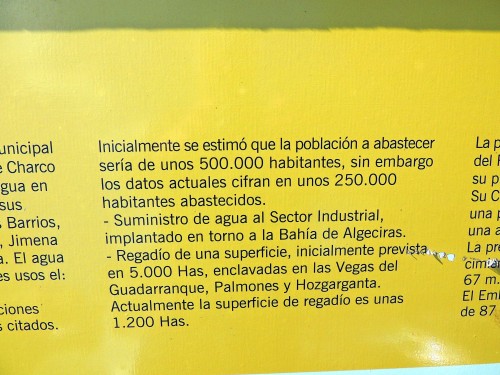 unicipal
Charco
gua en
sus
Barrios,
Jimena
a. El agua
es usos el:
ciones
s citados.
Inicialmente se estimó que la población a abastecer
sería de unos 500.000 habitantes, sin embargo
los datos actuales cifran en unos 250.000
habitantes abastecidos.
- Suministro de agua al Sector Industrial,
implantado en torno a la Bahía de Algeciras.
- Regadío de una superficie, inicialmente prevista
en 5.000 Has, enclavadas en las Vegas del
Guadarranque, Palmones y Hozgarganta.
Actualmente la superficie de regadío es unas
1.200 Has.
La p
del
su p
Su C
una p
una a
La pre
cimie
67 m.
El Emb
de 87